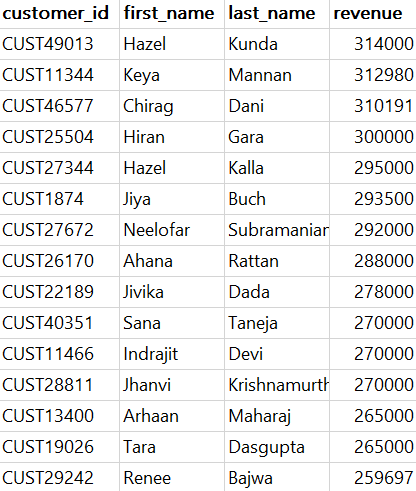 customer_id first_name last_name revenue
CUST49013 Hazel Kunda 314000
CUST11344 Keya Mannan 312980
CUST46577 Chirag Dani 310191
CUST25504 Hiran Gara 300000
CUST27344 Hazel Kalla 295000
CUST1874 Jiya Buch 293500
CUST27672 Neelofar Subramanian 292000
CUST26170 Ahana Rattan 288000
CUST22189 Jivika Dada 278000
CUST40351 Sana Taneja 270000
CUST11466 Indrajit Devi 270000
CUST28811 Jhanvi Krishnamurth 270000
CUST13400 Arhaan Maharaj 265000
CUST19026 Tara Dasgupta 265000
CUST29242 Renee Bajwa 259697